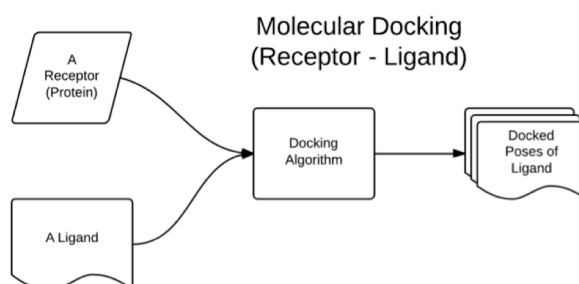 Molecular Docking
(Receptor - Ligand)
A
Receptor
(Protein)
Docking
Algorithm
Docked
Poses of
Ligand
A Ligand